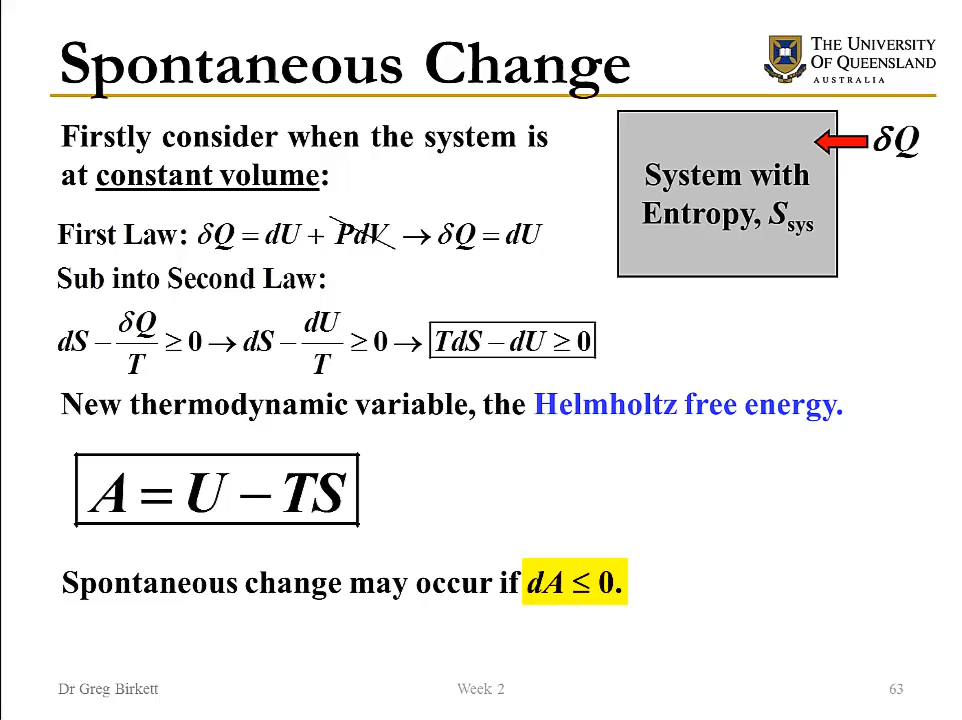 Spontaneous Change
THE UNIVERSITY
OF QUEENSLAND
AUSTRALIA
Firstly consider when the system is
at constant volume:
δQ
System with
Entropy, S_sys
First Law: δQ = dU + PdV → δQ = dU
Sub into Second Law:
dS − δQ/T ≥ 0 → dS − dU/T ≥ 0 → TdS − dU ≥ 0
New thermodynamic variable, the Helmholtz free energy.
A = U − TS
Spontaneous change may occur if dA ≤ 0.
Dr Greg Birkett
Week 2
63